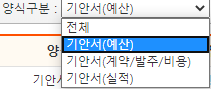 양식구분 : 기안서(예산)
전체
양 기안서(예산)
기안서(계약/발주/비용)
기안 기안서(실적)